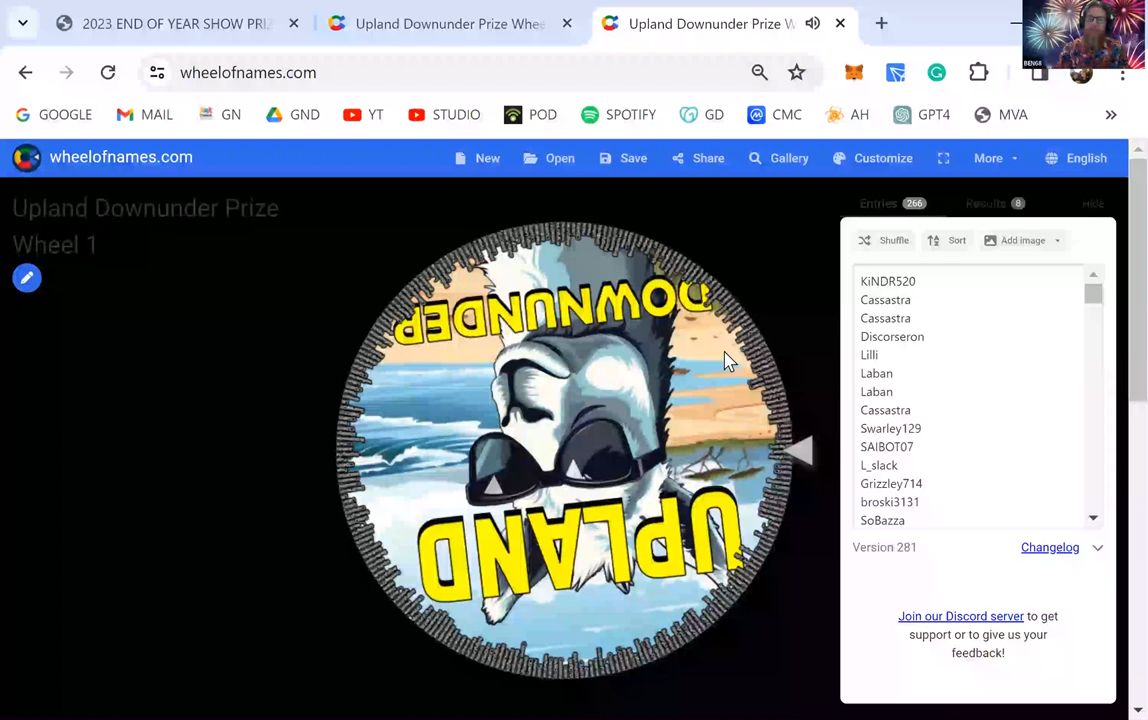 2023 END OF YEAR SHOW PRI
Upland Downunder Prize Whee
Upland Downunder Prize W
wheelofnames.com
GOOGLE
MAIL
GN
GND
YT
STUDIO
POD
SPOTIFY
GD
CMC
AH
GPT4
MVA
wheelofnames.com
New
Open
Save
Share
Gallery
Customize
More
English
Upland Downunder Prize
Wheel 1
Entries 266
Results 8
Hide
Shuffle
Sort
Add image
KiNDR520
Cassastra
Cassastra
Discorseron
Lilli
Laban
Laban
Cassastra
Swarley129
SAIBOT07
L_slack
Grizzley714
broski3131
SoBazza
Version 281
Changelog
Join our Discord server to get
support or to give us your
feedback!
UPLAND
DOWNUNDER